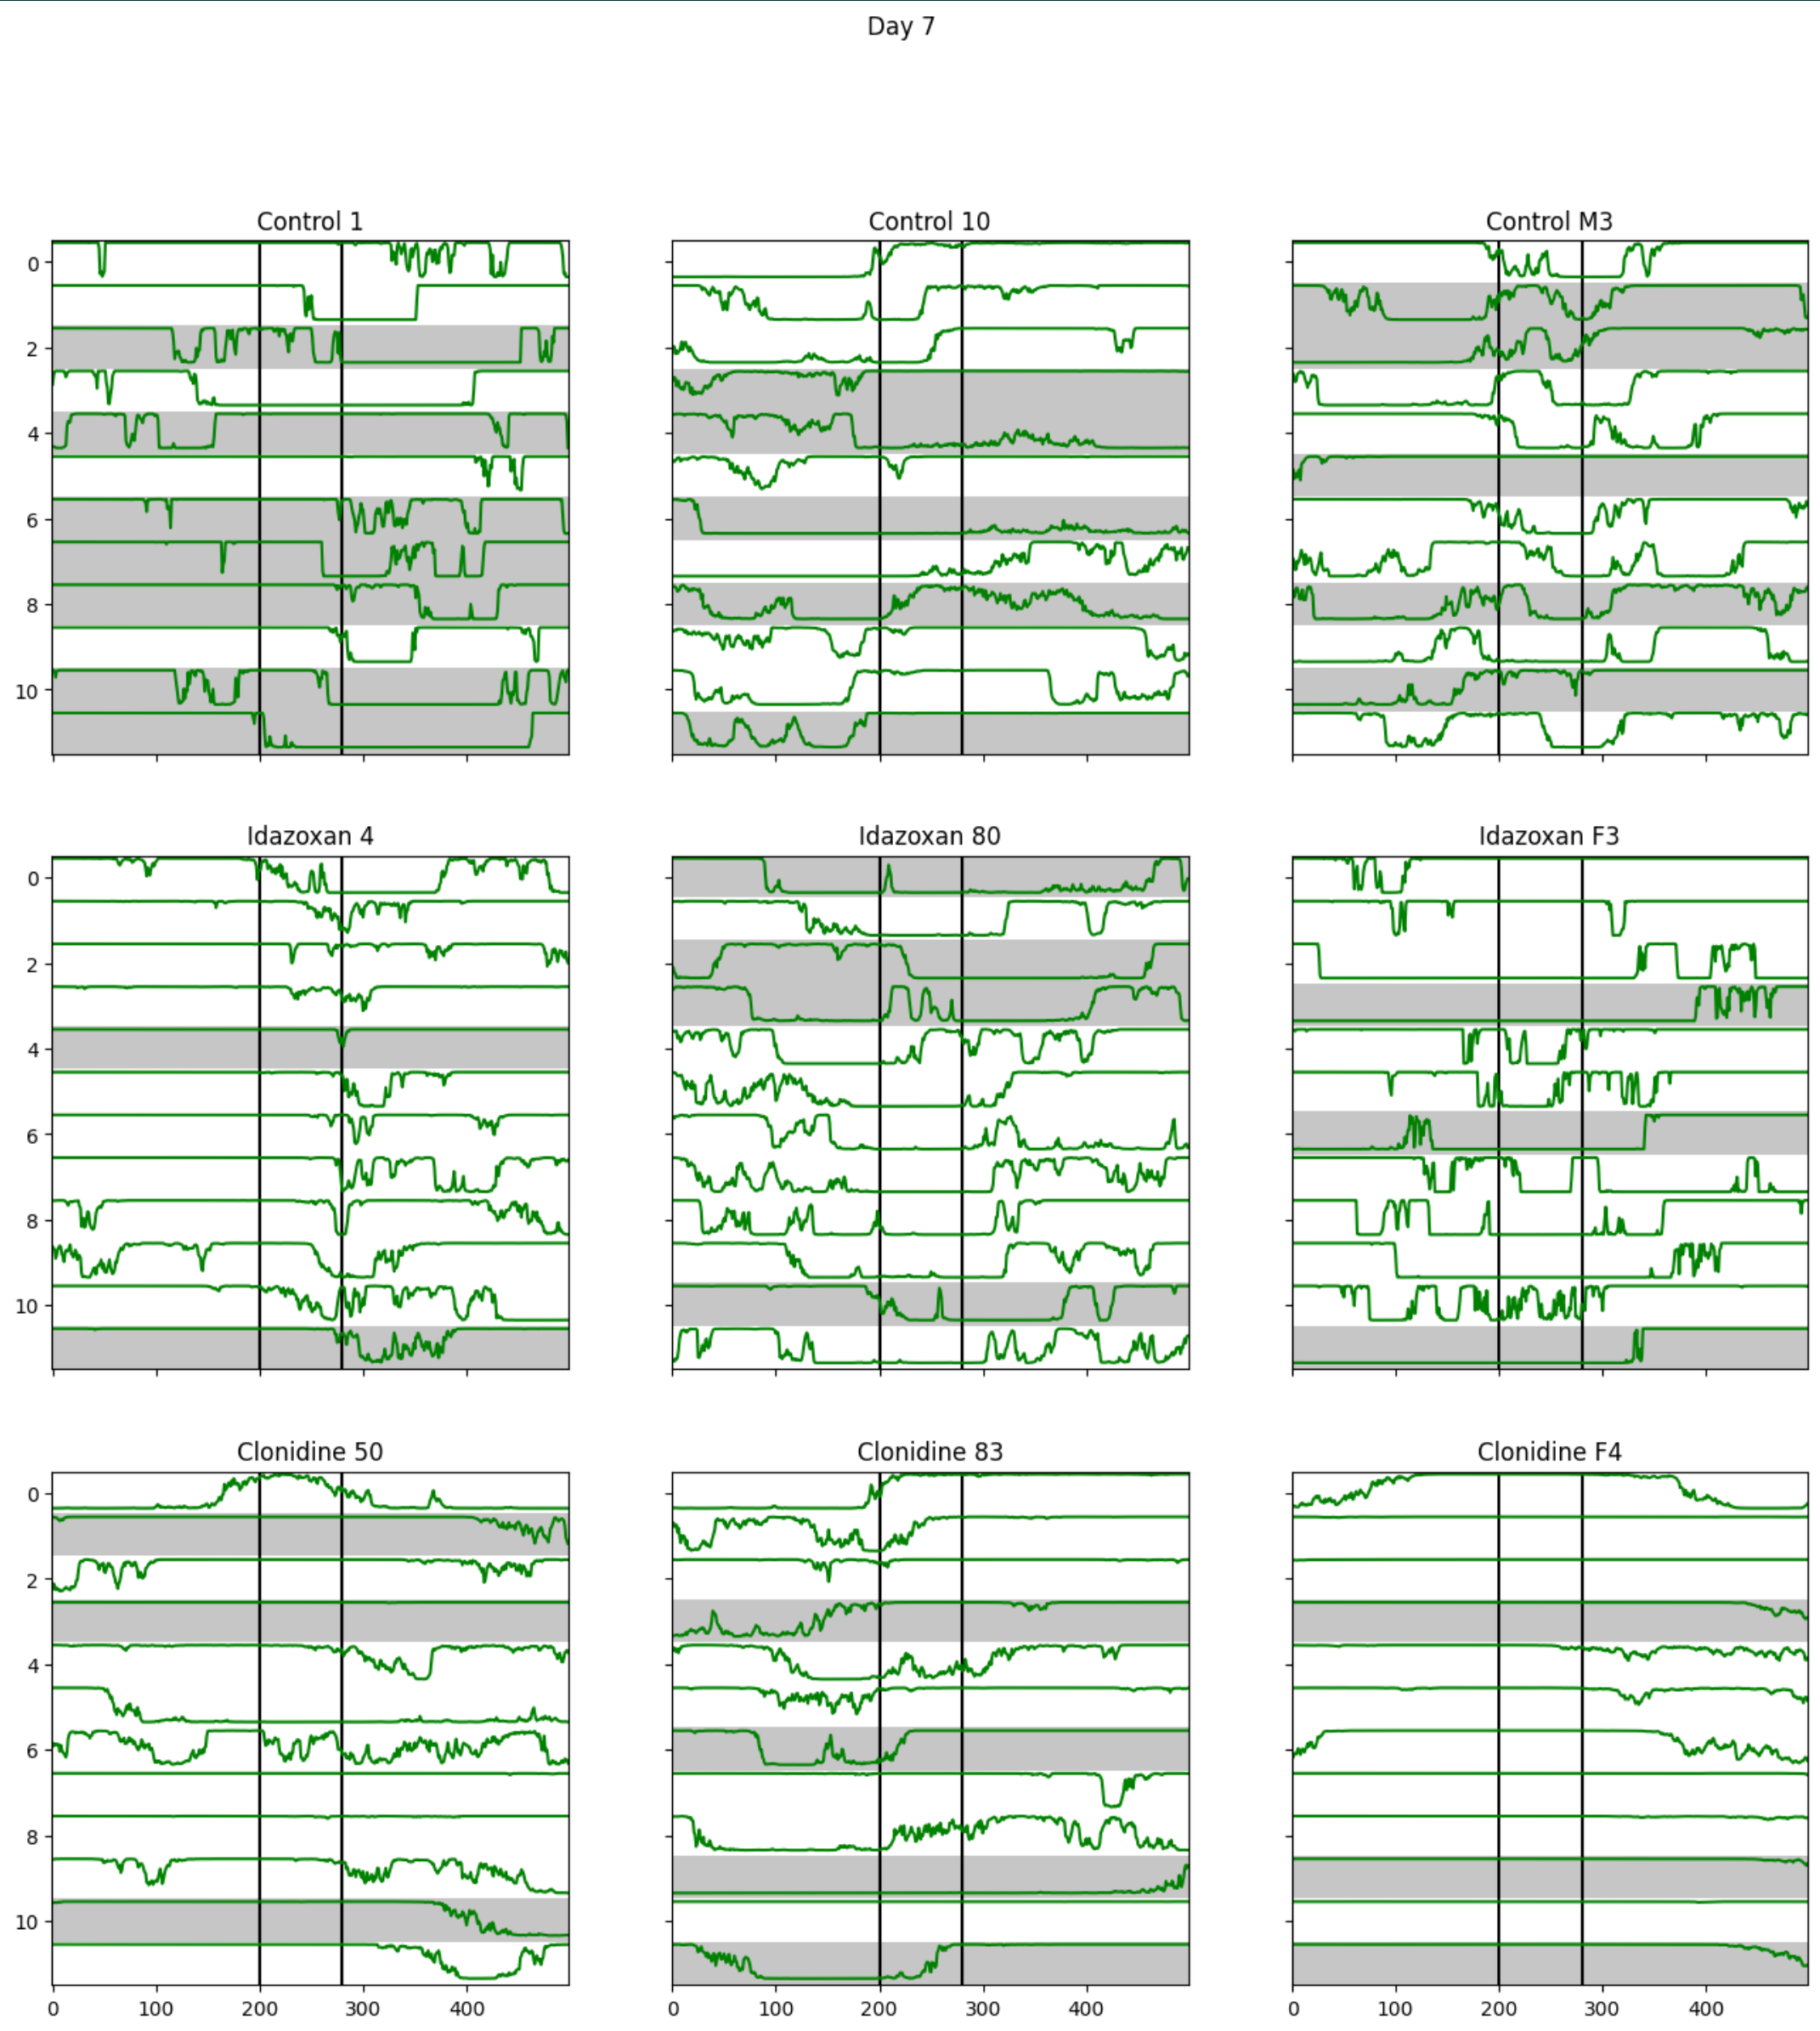 Day 7
Control 1
Control 10
Control M3
0
2
4
6
8
10
Idazoxan 4
Idazoxan 80
Idazoxan F3
0
2
4
6
8
10
Clonidine 50
Clonidine 83
Clonidine F4
0
2
4
6
8
10
0 100 200 300 400
0 100 200 300 400
0 100 200 300 400